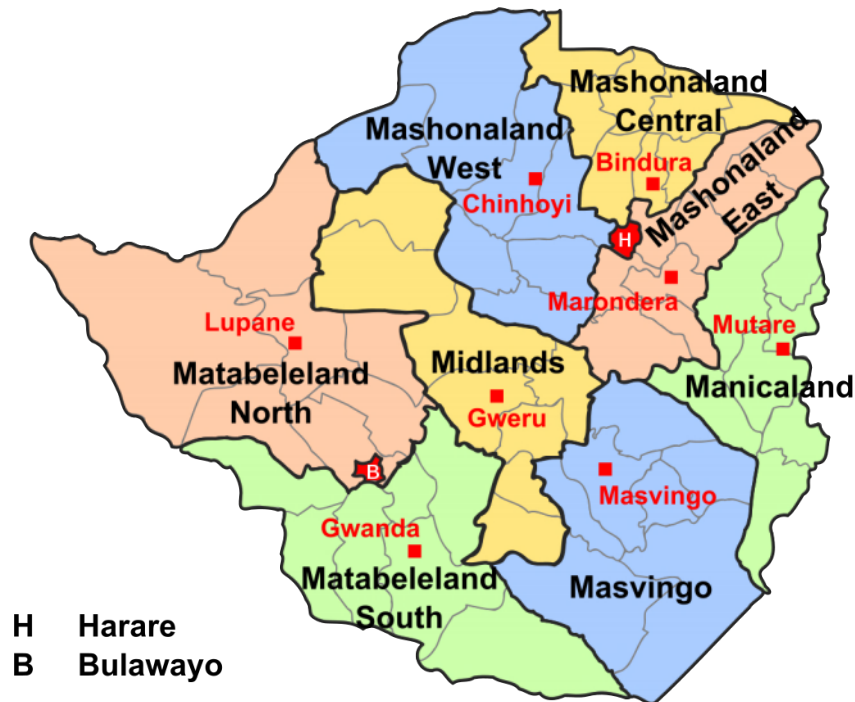 Mashonaland
Central
Mashonaland
West
Bindura
Chinhoyi
Mashonaland
East
H
Marondera
Lupane
Mutare
Matabeleland
North
Midlands
Gweru
Manicaland
B
Masvingo
Gwanda
Matabeleland
South
Masvingo
H Harare
B Bulawayo